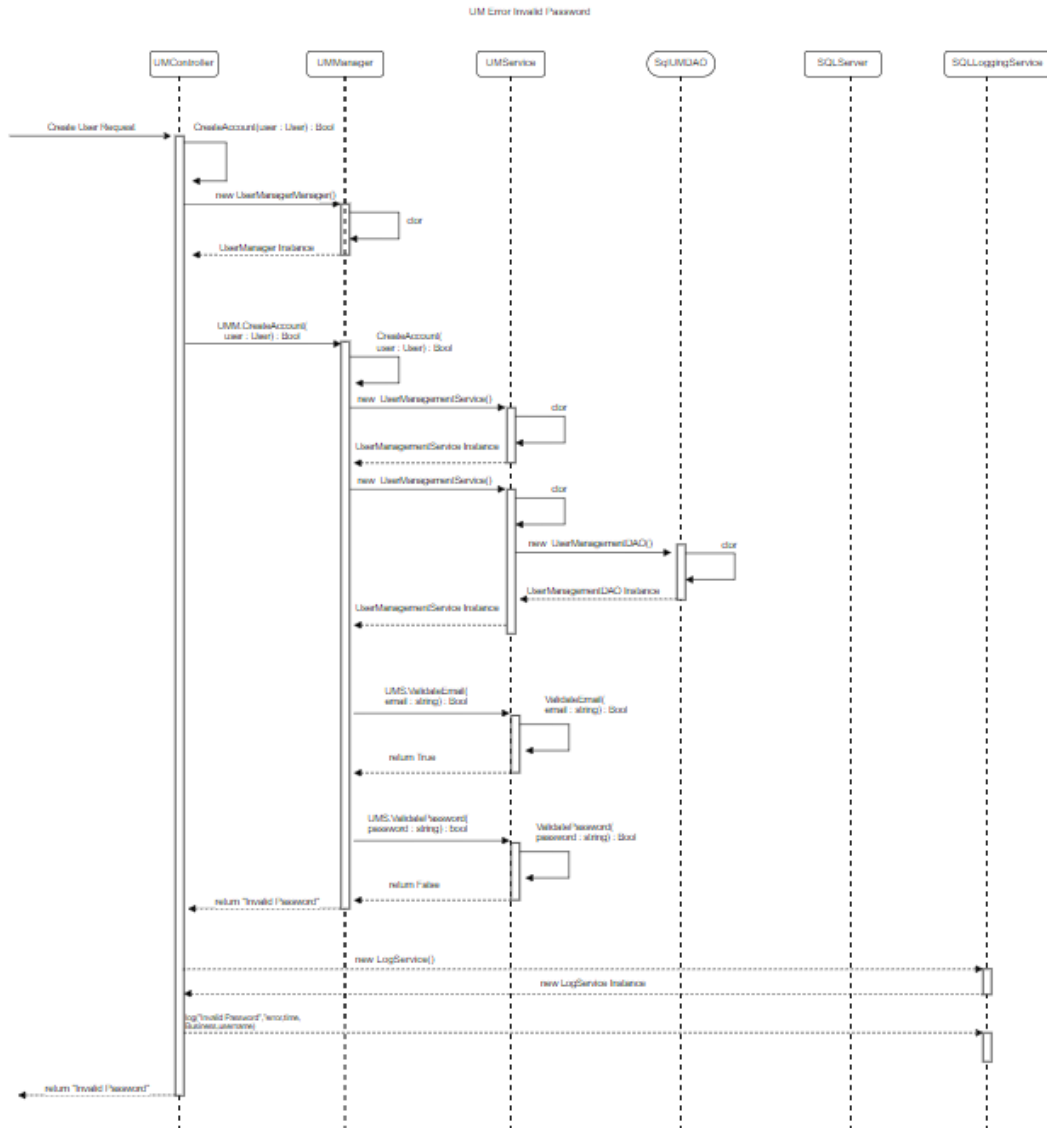 UM Error Invalid Password
UMController
UMManager
UMService
SqlUMDAO
SQLServer
SQLLoggingService
Create User Request
CreateAccount(user : User) : Bool
new UserManagerManager()
ctor
UserManager Instance
UMM.CreateAccount(
user : User) : Bool
CreateAccount(
user : User) : Bool
new UserManagementService()
ctor
UserManagementService Instance
new UserManagementService()
ctor
new UserManagementDAO()
ctor
UserManagementDAO Instance
UserManagementService Instance
UMS.ValidateEmail(
email : string) : Bool
ValidateEmail(
email : string) : Bool
return True
UMS.ValidatePassword(
password : string) : bool
ValidatePassword(
password : string) : Bool
return False
return "Invalid Password"
new LogService()
new LogService Instance
log("Invalid Password","error,time,
Business,username)
return "Invalid Password"